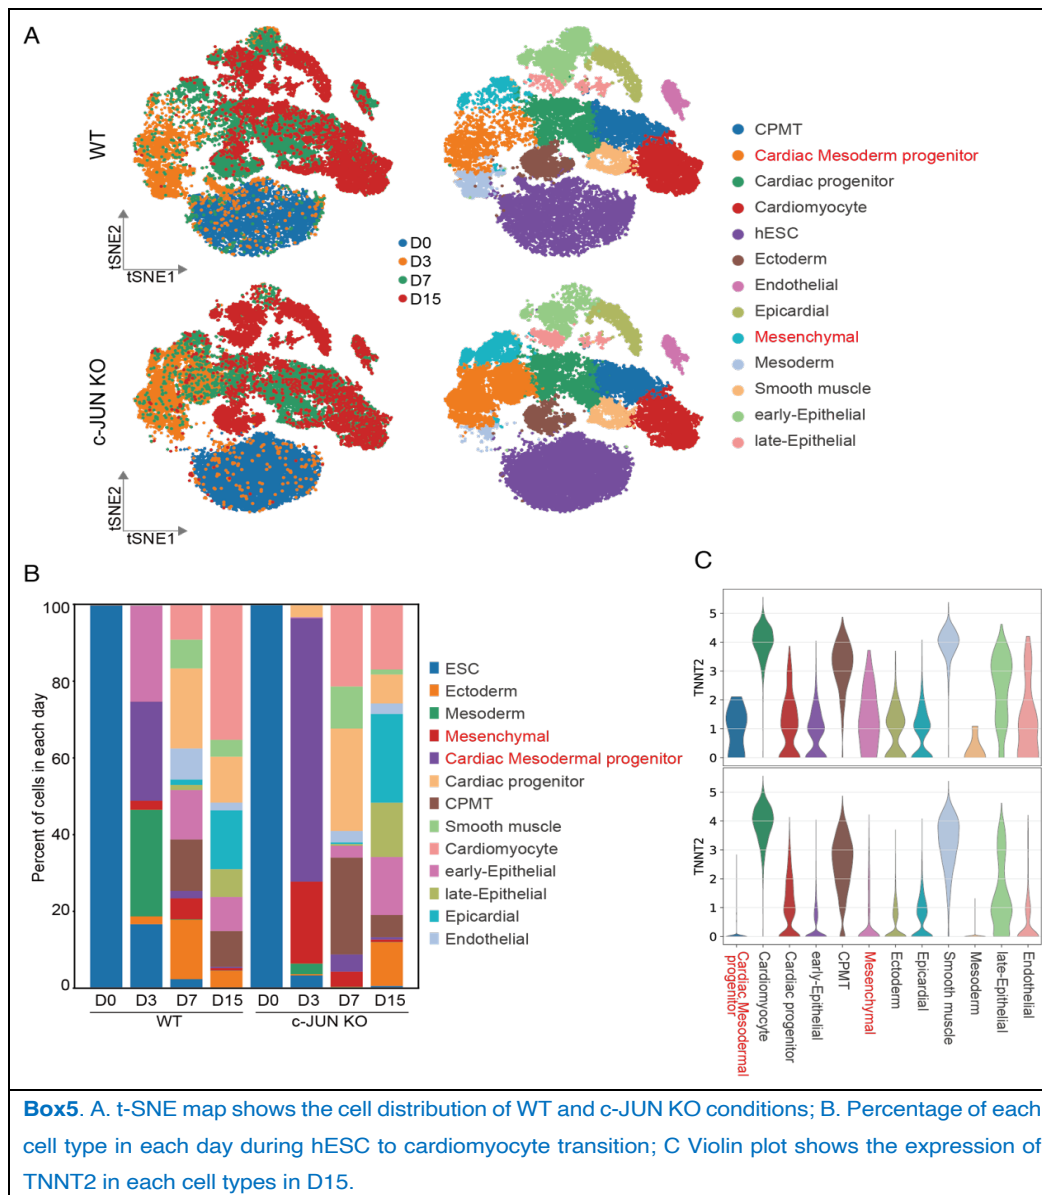 A
WT
tSNE2
tSNE1
D0
D3
D7
D15
CPMT
Cardiac Mesoderm progenitor
Cardiac progenitor
Cardiomyocyte
hESC
Ectoderm
Endothelial
Epicardial
Mesenchymal
Mesoderm
Smooth muscle
early-Epithelial
late-Epithelial
c-JUN KO
tSNE2
tSNE1
B
Percent of cells in each day
100
80
60
40
20
0
D0 D3 D7 D15 D0 D3 D7 D15
WT c-JUN KO
ESC
Ectoderm
Mesoderm
Mesenchymal
Cardiac Mesodermal progenitor
Cardiac progenitor
CPMT
Smooth muscle
Cardiomyocyte
early-Epithelial
late-Epithelial
Epicardial
Endothelial
C
TNNT2
5
4
3
2
1
0
TNNT2
5
4
3
2
1
0
Cardiac Mesodermal
progenitor
Cardiomyocyte
Cardiac progenitor
early-Epithelial
CPMT
Mesenchymal
Ectoderm
Epicardial
Smooth muscle
Mesoderm
late-Epithelial
Endothelial
Box5. A. t-SNE map shows the cell distribution of WT and c-JUN KO conditions; B. Percentage of each
cell type in each day during hESC to cardiomyocyte transition; C Violin plot shows the expression of
TNNT2 in each cell types in D15.